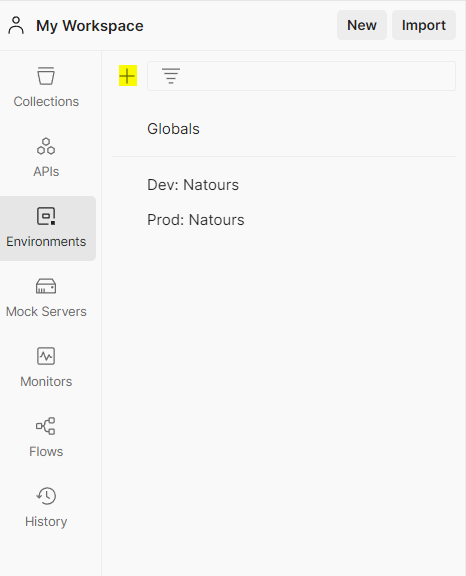 My Workspace
New
Import
Collections
APIs
Environments
Mock Servers
Monitors
Flows
History
Globals
Dev: Natours
Prod: Natours